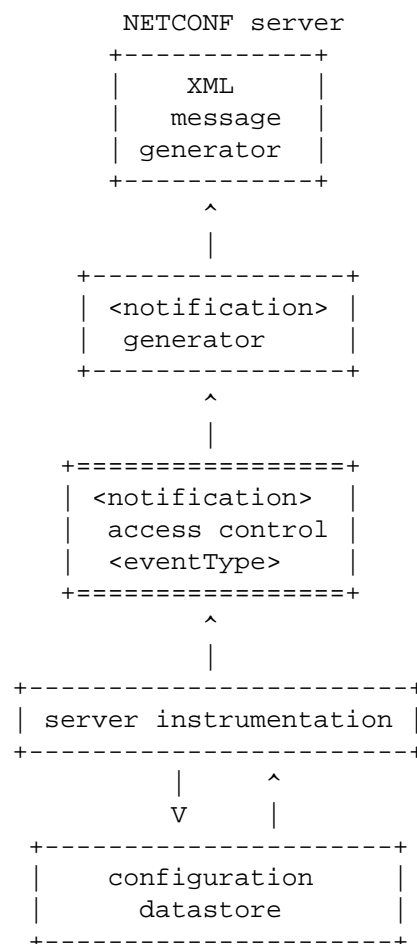 NETCONF server
+------------+
|    XML     |
|    message |
| generator  |
+------------+
^
|
+----------------+
| <notification> |
|  generator     |
+----------------+
^
|
+=================+
| <notification>  |
|  access control |
|  <eventType>    |
+=================+
^
|
+------------------------+
| server instrumentation |
+------------------------+
|     ^
V     |
+----------------------+
|    configuration     |
|      datastore       |
+----------------------+